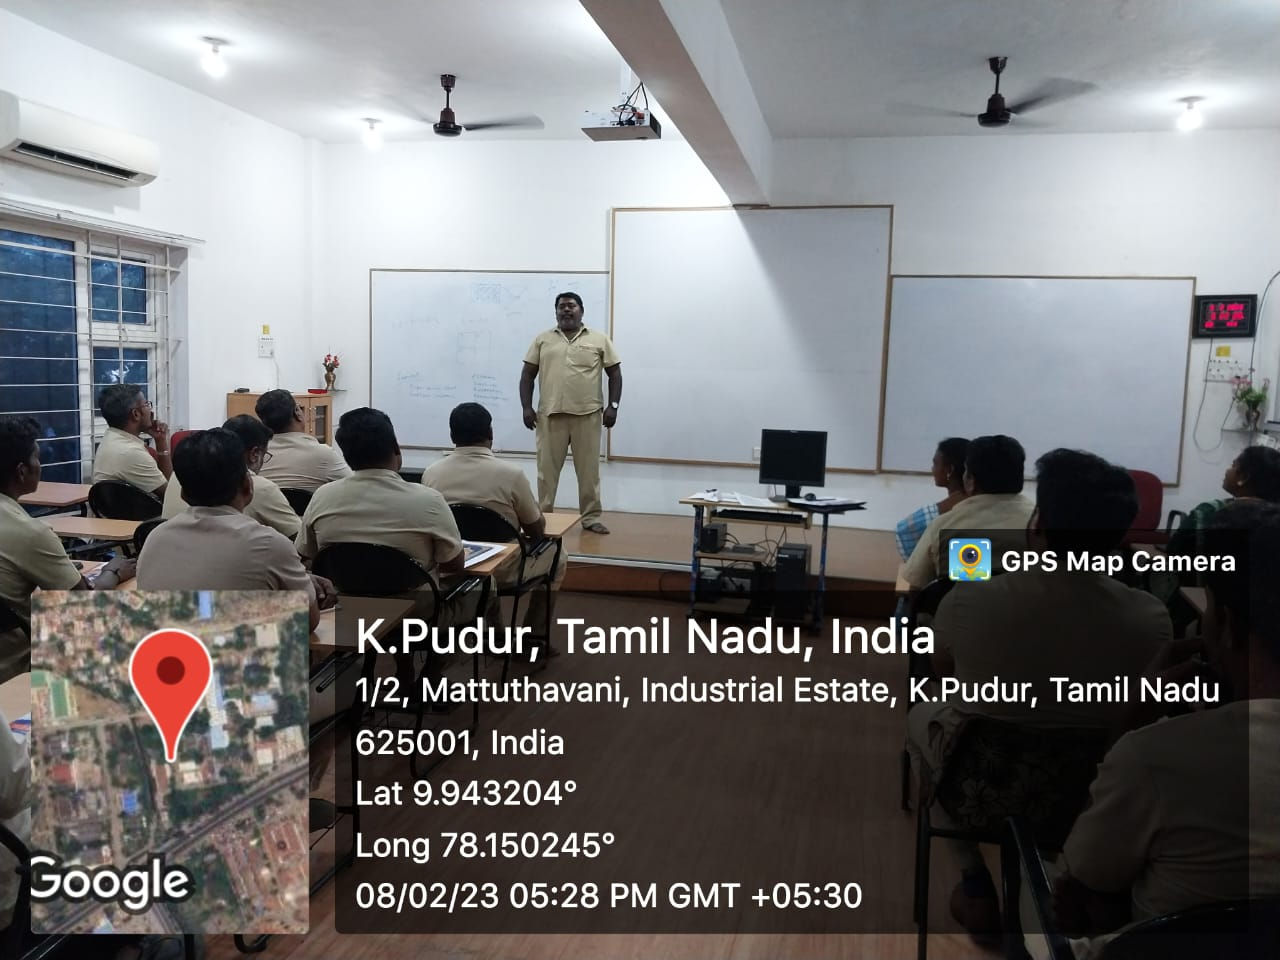 GPS Map Camera
K.Pudur, Tamil Nadu, India
1/2, Mattuthavani, Industrial Estate, K.Pudur, Tamil Nadu
625001, India
Lat 9.943204°
Long 78.150245°
08/02/23 05:28 PM GMT +05:30
Google